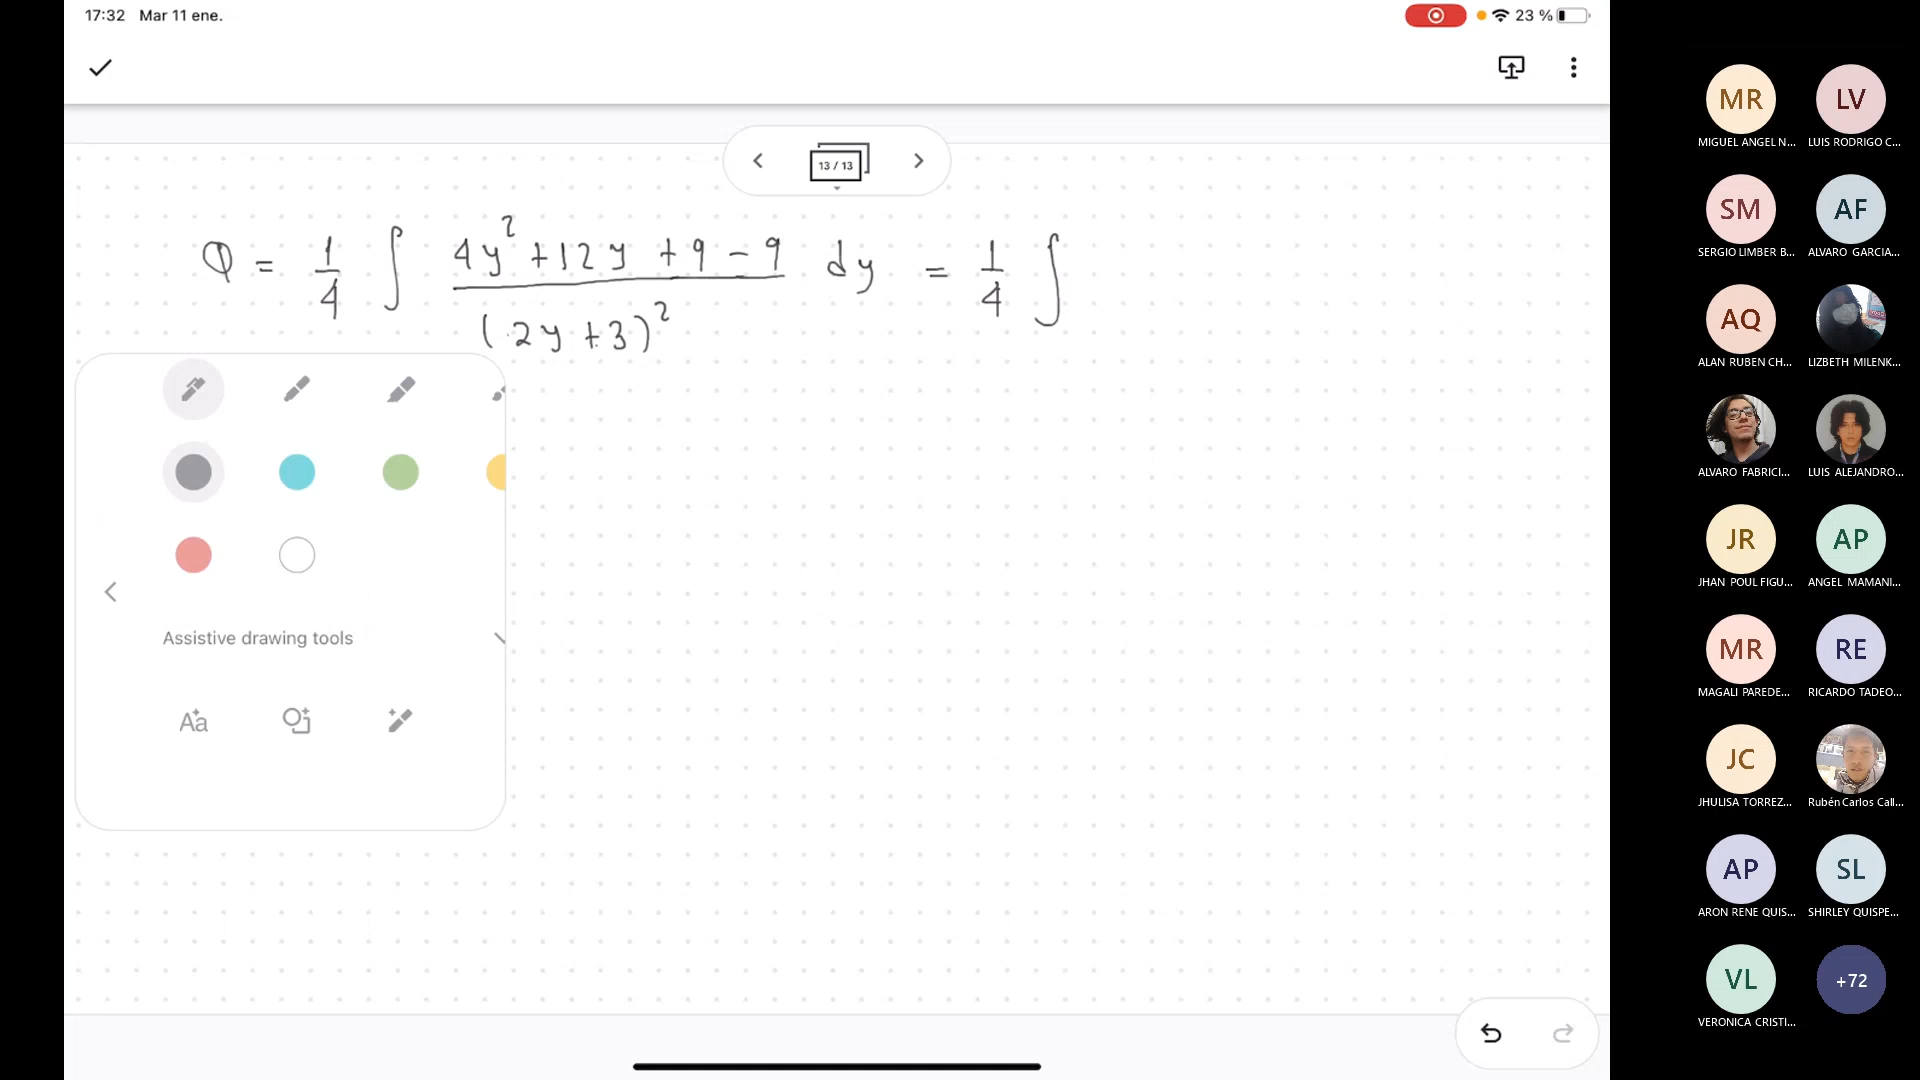 17:32 Mar 11 ene.
23 %
13 / 13
Q = 1/4 ∫ (4y² + 12y + 9 − 9)/(2y + 3)² dy = 1/4 ∫
Assistive drawing tools
Aa
MR LV
MIGUEL ANGEL N... LUIS RODRIGO C...
SM AF
SERGIO LIMBER B... ALVARO GARCIA...
AQ
ALAN RUBEN CH... LIZBETH MILENK...
ALVARO FABRICI... LUIS ALEJANDRO...
JR AP
JHAN POUL FIGU... ANGEL MAMANI...
MR RE
MAGALI PAREDE... RICARDO TADEO...
JC
JHULISA TORREZ... Rubén Carlos Call...
AP SL
ARON RENE QUIS... SHIRLEY QUISPE...
VL +72
VERONICA CRISTI...